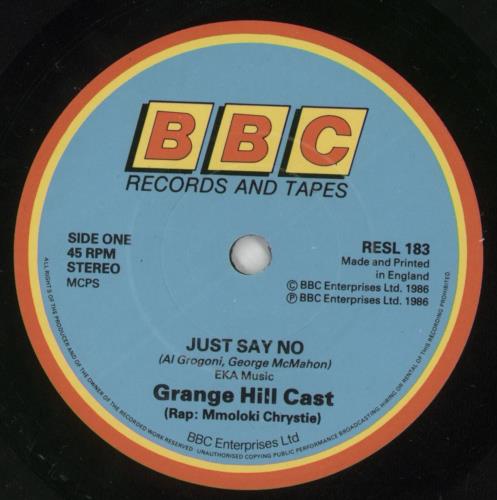 BBC
RECORDS AND TAPES
SIDE ONE
45 RPM
STEREO
MCPS
RESL 183
Made and Printed
in England
© BBC Enterprises Ltd. 1986
℗ BBC Enterprises Ltd. 1986
JUST SAY NO
(Al Grogoni, George McMahon)
EKA Music
Grange Hill Cast
(Rap: Mmoloki Chrystie)
BBC Enterprises Ltd
ALL RIGHTS OF THE PRODUCER AND OF THE OWNER OF THE RECORDED WORK RESERVED UNAUTHORISED COPYING PUBLIC PERFORMANCE BROADCASTING HIRING OR RENTAL OF THIS RECORDING PROHIBITED.